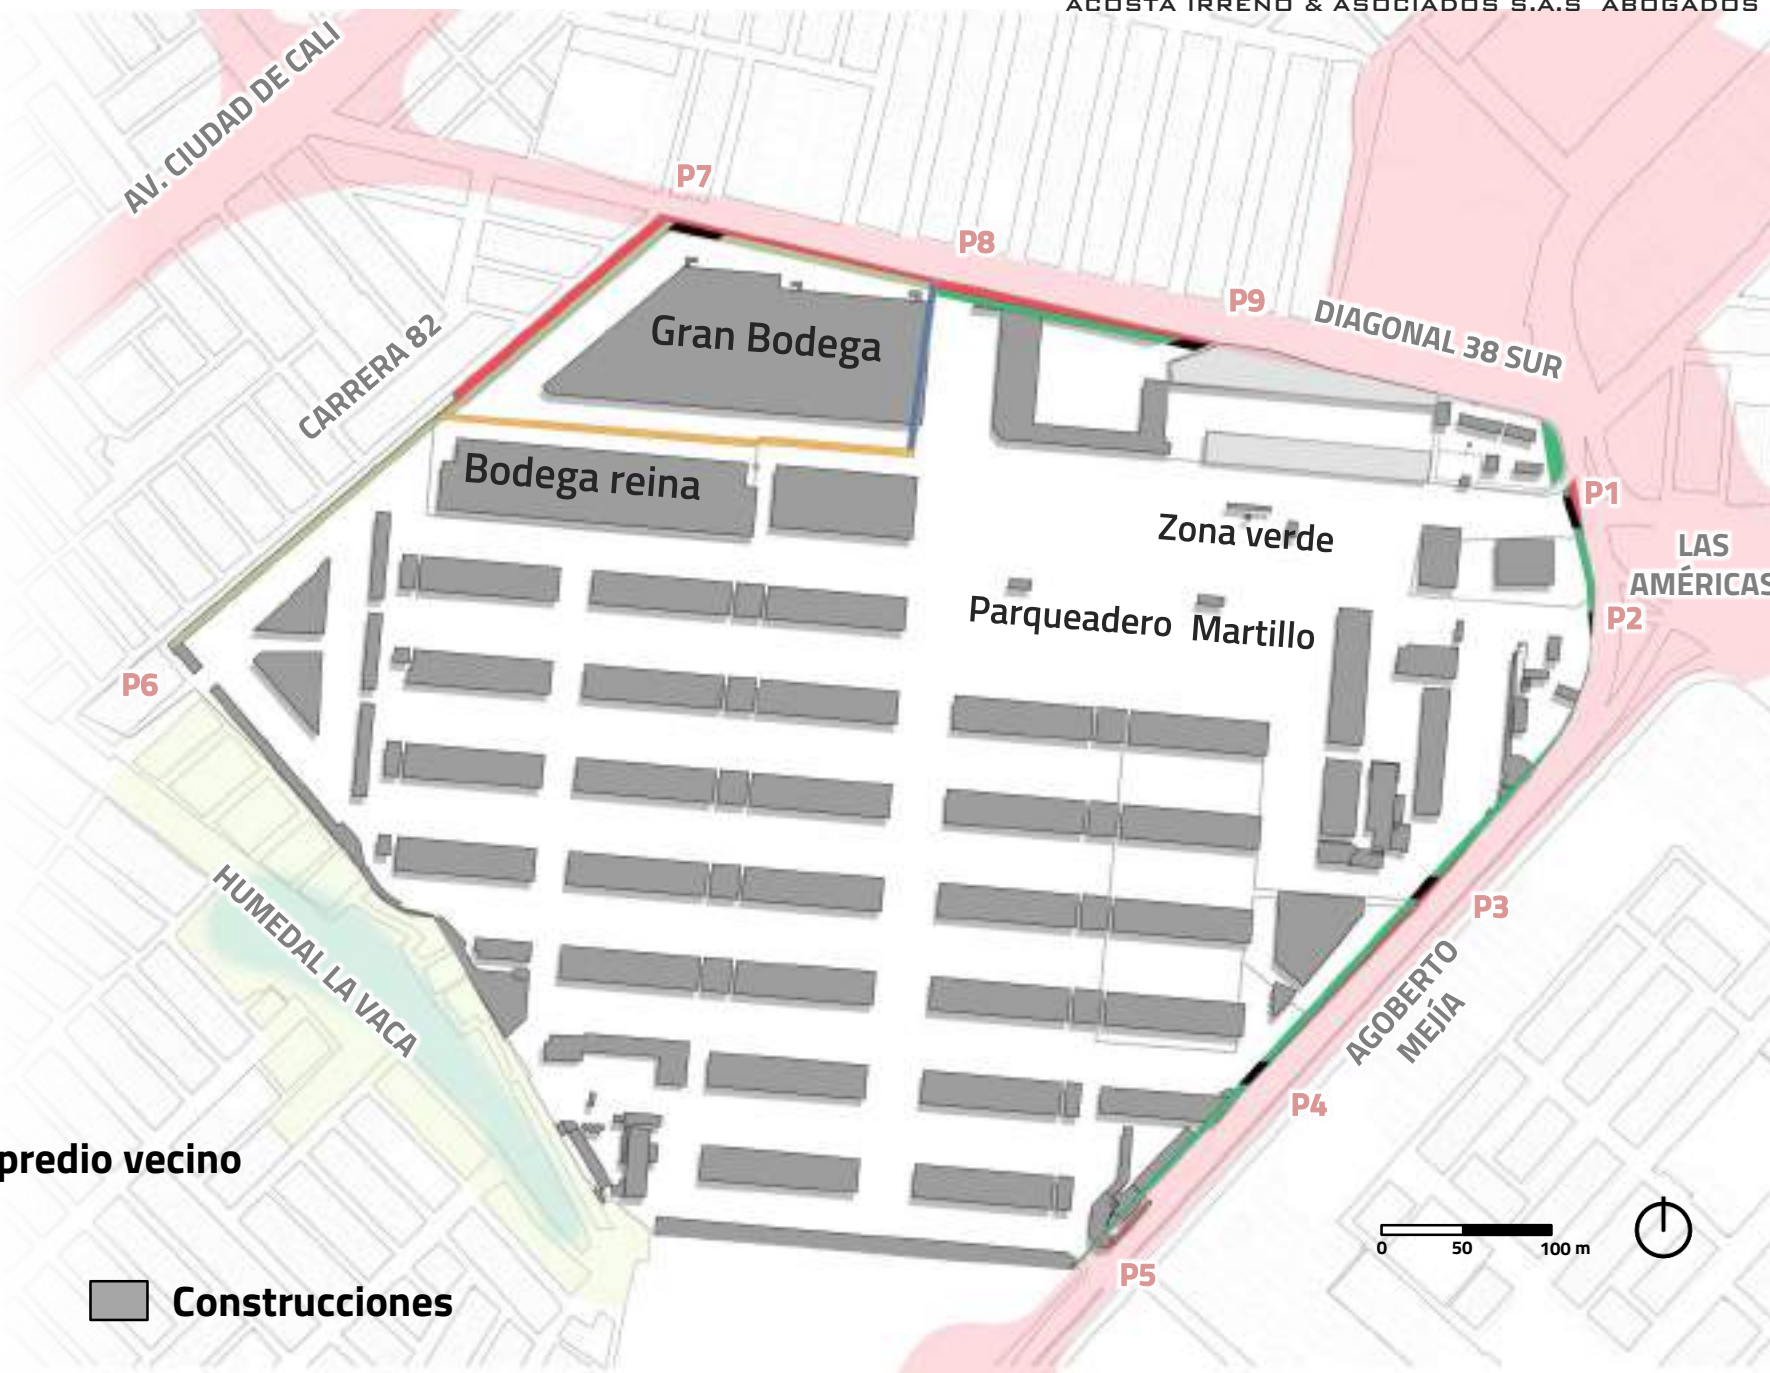 ACOSTA IRREÑO & ASOCIADOS S.A.S ABOGADOS
AV. CIUDAD DE CALI
P7
P8
P9
DIAGONAL 38 SUR
CARRERA 82
Gran Bodega
Bodega reina
P1
Zona verde
LAS
AMÉRICAS
Parqueadero Martillo
P2
P6
P3
HUMEDAL LA VACA
AGOBERTO
MEJÍA
P4
predio vecino
0 50 100 m
P5
Construcciones